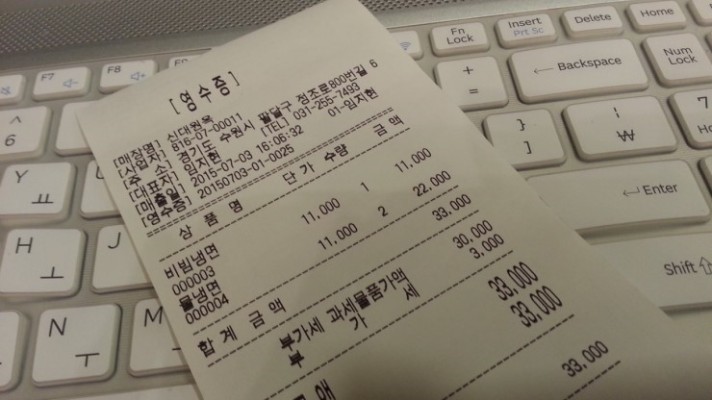 [영수증]
[매장명] 신대원옥
[사업자] 816-07-00011
[주 소] 경기도 수원시 팔달구 정조로800번길 6
[대표자] 임지헌 [TEL] 031-255-7493
[매출일] 2015-07-03 16:06:32 01-임지헌
[영수증] 20150703-01-0025
상 품 명 단 가 수량 금 액
비빔냉면
000003 11,000 1 11,000
물냉면
000004 11,000 2 22,000
합 계 금 액 33,000
부가세 과세물품가액 30,000
부 가 세 3,000
33,000
33,000
액 33,000
F7
F8
Fn
Lock
Insert
Prt Sc
Delete
Home
^
6
+
=
Backspace
Num
Lock
Y
ㅛ
}
]
|
₩
7
Ho
H
ㅗ
J
Enter
N
ㅜ
M
Shift